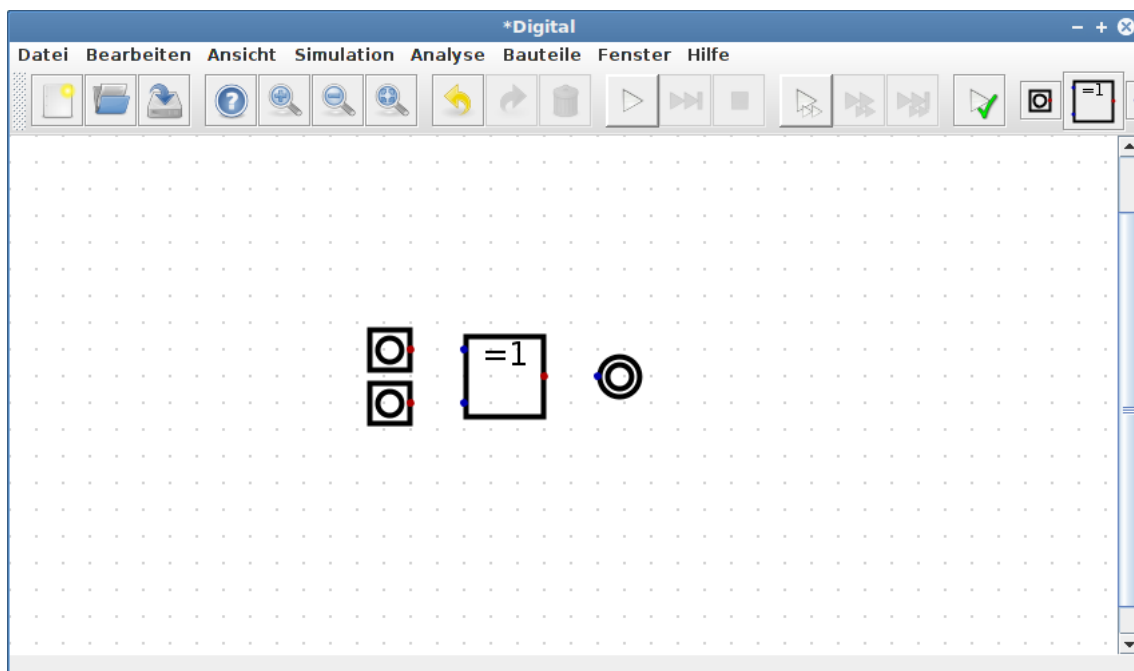 *Digital
Datei Bearbeiten Ansicht Simulation Analyse Bauteile Fenster Hilfe
? =1
=1